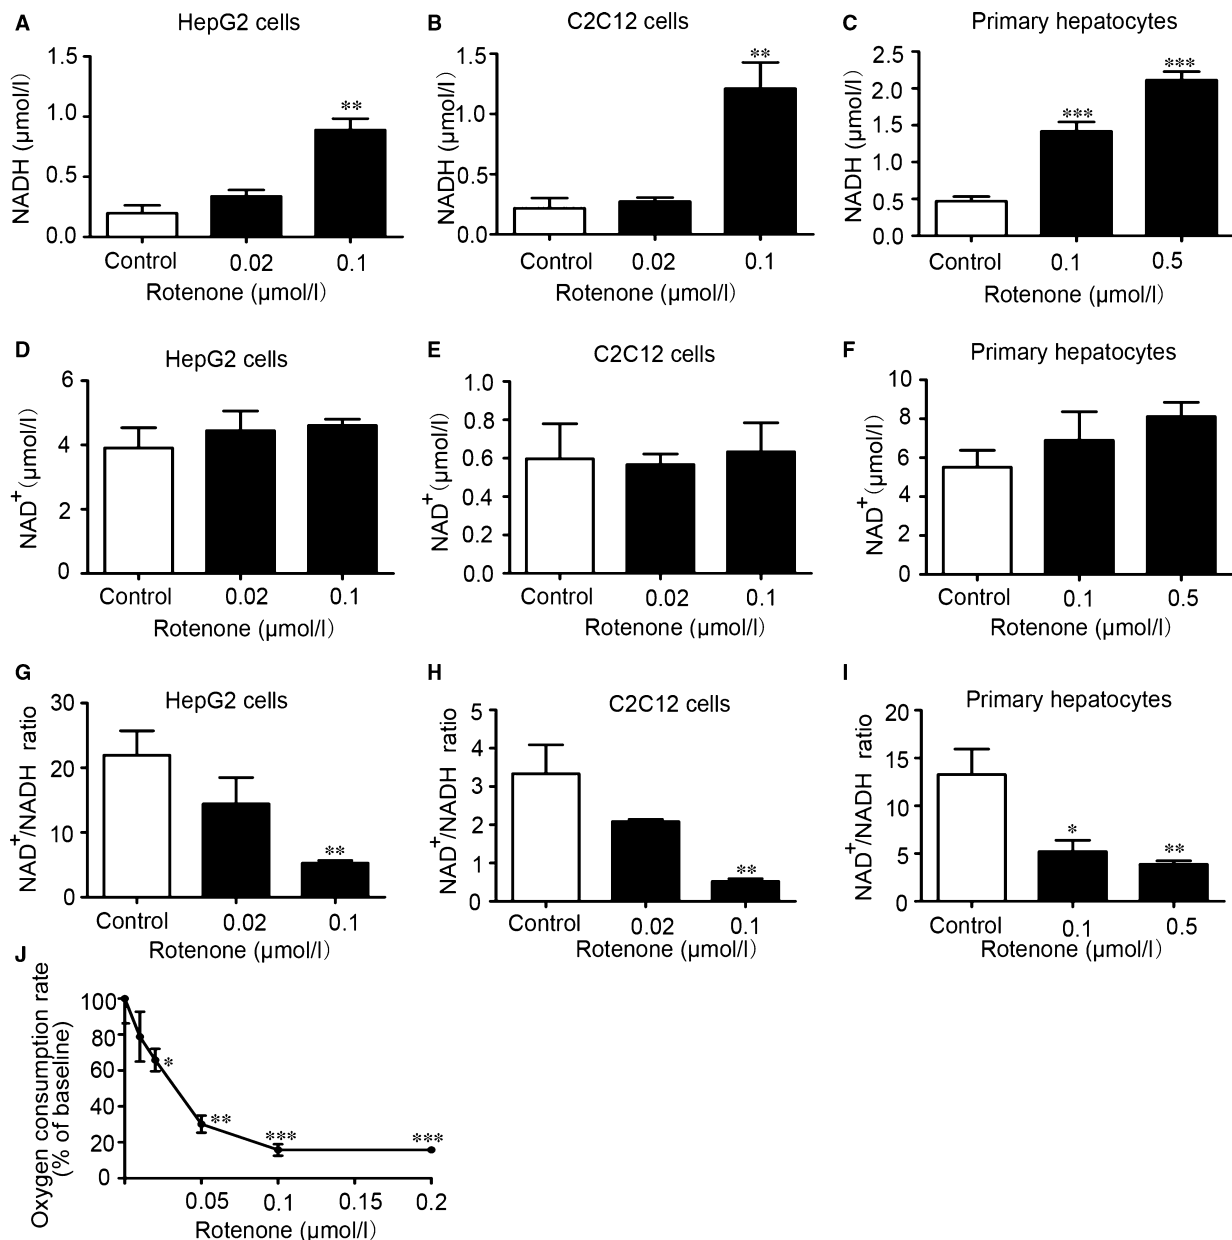 A
HepG2 cells
NADH (μmol/l)
1.5
1.0
0.5
0.0
**
Control
0.02
0.1
Rotenone (μmol/l)
B
C2C12 cells
NADH (μmol/l)
1.5
1.0
0.5
0.0
**
Control
0.02
0.1
Rotenone (μmol/l)
C
Primary hepatocytes
NADH (μmol/l)
2.5
2.0
1.5
1.0
0.5
0.0
***
***
Control
0.1
0.5
Rotenone (μmol/l)
D
HepG2 cells
NAD+ (μmol/l)
6
4
2
0
Control
0.02
0.1
Rotenone (μmol/l)
E
C2C12 cells
NAD+ (μmol/l)
1.0
0.8
0.6
0.4
0.2
0.0
Control
0.02
0.1
Rotenone (μmol/l)
F
Primary hepatocytes
NAD+ (μmol/l)
10
8
6
4
2
0
Control
0.1
0.5
Rotenone (μmol/l)
G
HepG2 cells
NAD+/NADH ratio
30
20
10
0
**
Control
0.02
0.1
Rotenone (μmol/l)
H
C2C12 cells
NAD+/NADH ratio
5
4
3
2
1
0
**
Control
0.02
0.1
Rotenone (μmol/l)
I
Primary hepatocytes
NAD+/NADH ratio
20
15
10
5
0
*
**
Control
0.1
0.5
Rotenone (μmol/l)
J
Oxygen consumption rate
(% of baseline)
100
80
60
40
20
0
*
**
***
***
0.05
0.1
0.15
0.2
Rotenone (μmol/l)